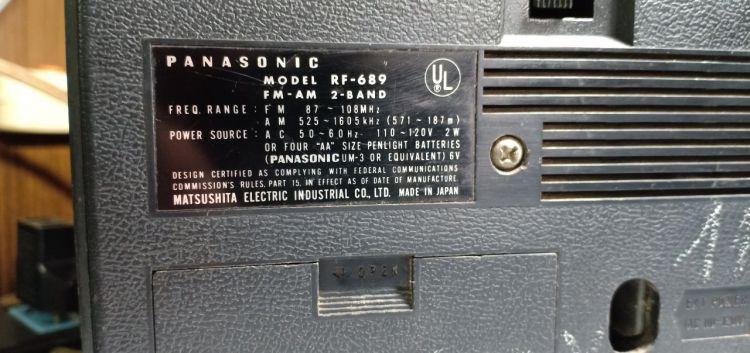 PANASONIC
MODEL RF-689
FM-AM 2-BAND
UL
FREQ. RANGE : FM 87 ~ 108MHz
AM 525~1605kHz (571~187m)
POWER SOURCE : AC 50~60Hz 110~120V 2W
OR FOUR "AA" SIZE PENLIGHT BATTERIES
(PANASONIC UM-3 OR EQUIVALENT) 6V
DESIGN CERTIFIED AS COMPLYING WITH FEDERAL COMMUNICATIONS
COMMISSION'S RULES, PART 15, IN EFFECT AS OF DATE OF MANUFACTURE.
MATSUSHITA ELECTRIC INDUSTRIAL CO., LTD. MADE IN JAPAN
OPEN